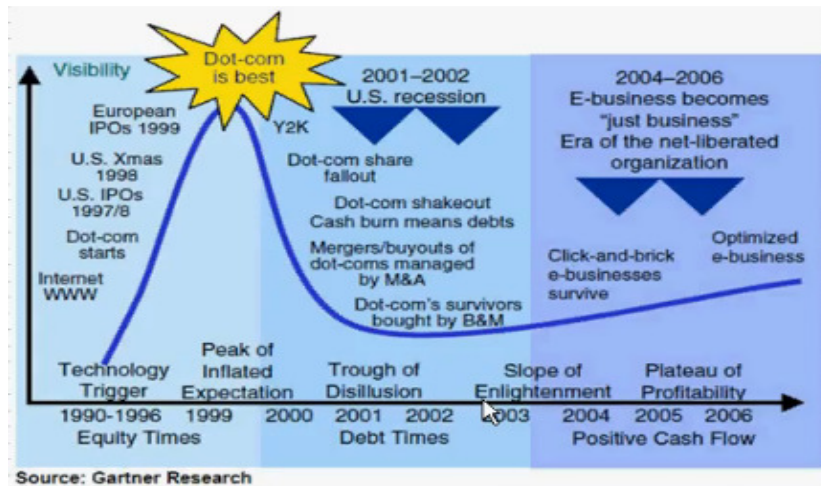 Visibility
Dot-com
is best
European
IPOs 1999
Y2K
U.S. Xmas
1998
U.S. IPOs
1997/8
Dot-com
starts
Internet
WWW
2001–2002
U.S. recession
Dot-com share
fallout
Dot-com shakeout
Cash burn means debts
Mergers/buyouts of
dot-coms managed
by M&A
Dot-com's survivors
bought by B&M
2004–2006
E-business becomes
"just business"
Era of the net-liberated
organization
Click-and-brick
e-businesses
survive
Optimized
e-business
Technology
Trigger
Peak of
Inflated
Expectation
Trough of
Disillusion
Slope of
Enlightenment
Plateau of
Profitability
1990-1996 1999 2000 2001 2002 2003 2004 2005 2006
Equity Times Debt Times Positive Cash Flow
Source: Gartner Research